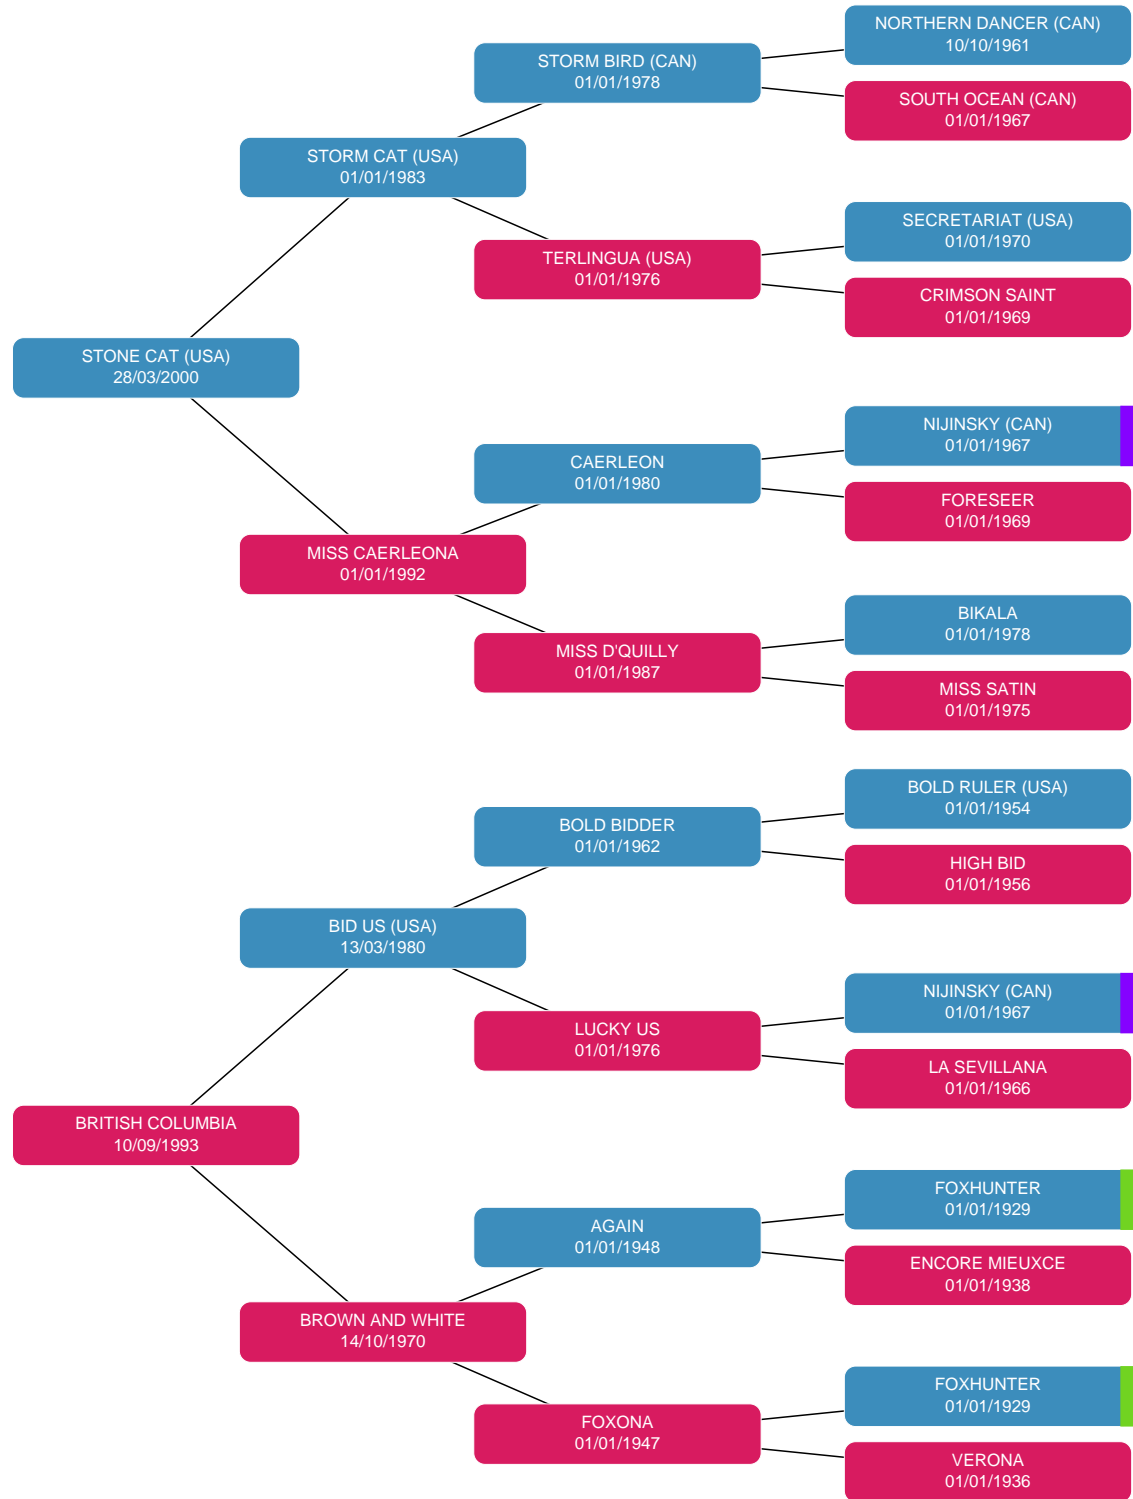 NORTHERN DANCER (CAN)
10/10/1961
STORM BIRD (CAN)
01/01/1978
SOUTH OCEAN (CAN)
01/01/1967
STORM CAT (USA)
01/01/1983
SECRETARIAT (USA)
01/01/1970
TERLINGUA (USA)
01/01/1976
CRIMSON SAINT
01/01/1969
STONE CAT (USA)
28/03/2000
NIJINSKY (CAN)
01/01/1967
CAERLEON
01/01/1980
FORESEER
01/01/1969
MISS CAERLEONA
01/01/1992
BIKALA
01/01/1978
MISS D'QUILLY
01/01/1987
MISS SATIN
01/01/1975
BOLD RULER (USA)
01/01/1954
BOLD BIDDER
01/01/1962
HIGH BID
01/01/1956
BID US (USA)
13/03/1980
NIJINSKY (CAN)
01/01/1967
LUCKY US
01/01/1976
LA SEVILLANA
01/01/1966
BRITISH COLUMBIA
10/09/1993
FOXHUNTER
01/01/1929
AGAIN
01/01/1948
ENCORE MIEUXCE
01/01/1938
BROWN AND WHITE
14/10/1970
FOXHUNTER
01/01/1929
FOXONA
01/01/1947
VERONA
01/01/1936